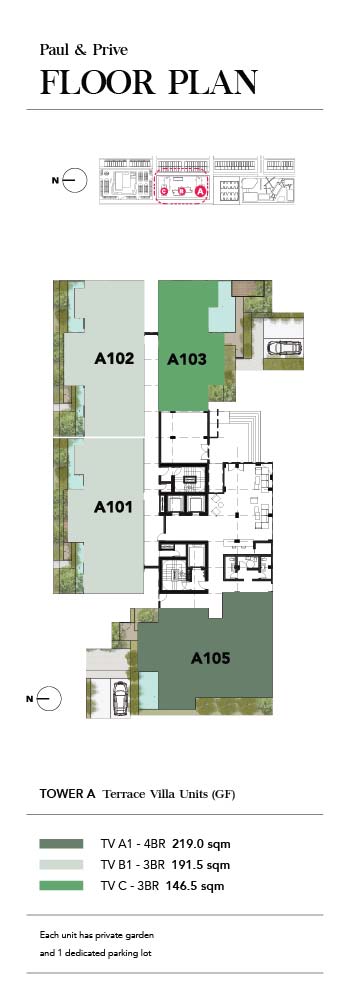 Paul & Prive
FLOOR PLAN
N
C B A
A102
A103
A101
A105
N
TOWER A Terrace Villa Units (GF)
TV A1 - 4BR 219.0 sqm
TV B1 - 3BR 191.5 sqm
TV C - 3BR 146.5 sqm
Each unit has private garden
and 1 dedicated parking lot